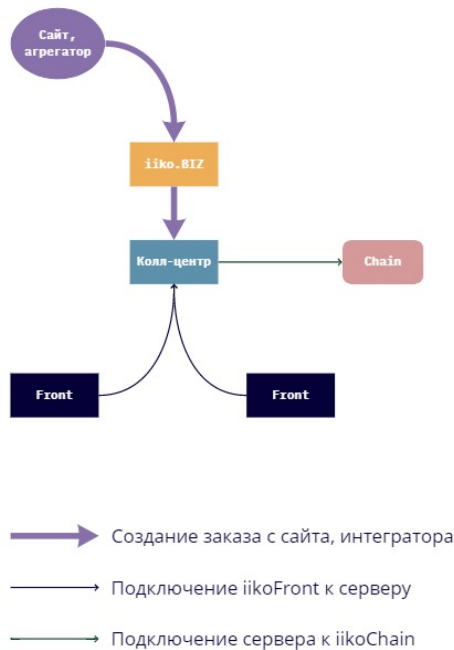 Сайт,
агрегатор
iiko.BIZ
Колл-центр
Chain
Front
Front
Создание заказа с сайта, интегратора
Подключение iikoFront к серверу
Подключение сервера к iikoChain